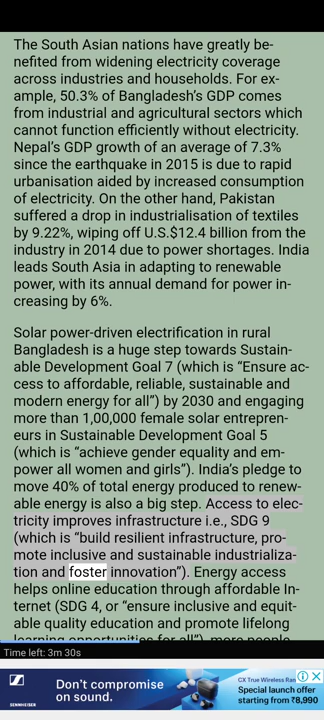 The South Asian nations have greatly be-
nefited from widening electricity coverage
across industries and households. For ex-
ample, 50.3% of Bangladesh's GDP comes
from industrial and agricultural sectors which
cannot function efficiently without electricity.
Nepal's GDP growth of an average of 7.3%
since the earthquake in 2015 is due to rapid
urbanisation aided by increased consumption
of electricity. On the other hand, Pakistan
suffered a drop in industrialisation of textiles
by 9.22%, wiping off U.S.$12.4 billion from the
industry in 2014 due to power shortages. India
leads South Asia in adapting to renewable
power, with its annual demand for power in-
creasing by 6%.
Solar power-driven electrification in rural
Bangladesh is a huge step towards Sustain-
able Development Goal 7 (which is “Ensure ac-
cess to affordable, reliable, sustainable and
modern energy for all”) by 2030 and engaging
more than 1,00,000 female solar entrepren-
eurs in Sustainable Development Goal 5
(which is “achieve gender equality and em-
power all women and girls”). India's pledge to
move 40% of total energy produced to renew-
able energy is also a big step. Access to elec-
tricity improves infrastructure i.e., SDG 9
(which is “build resilient infrastructure, pro-
mote inclusive and sustainable industrializa-
tion and foster innovation”). Energy access
helps online education through affordable In-
ternet (SDG 4, or “ensure inclusive and equit-
able quality education and promote lifelong
learning opportunities for all”), more people
Time left: 3m 30s
SENNHEISER
Don't compromise
on sound.
CX True Wireless Ran
Special launch offer
starting from ₹8,990